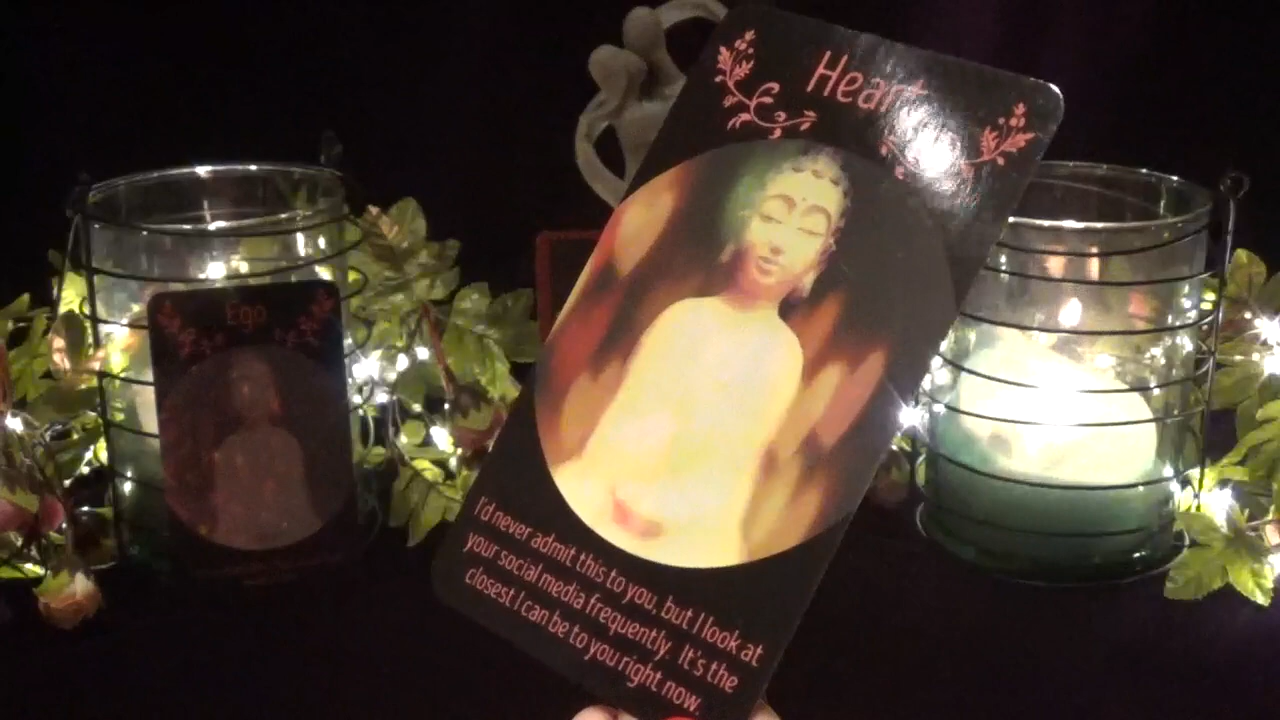 Ego
Heart
I'd never admit this to you, but I look at
your social media frequently. It's the
closest I can be to you right now.